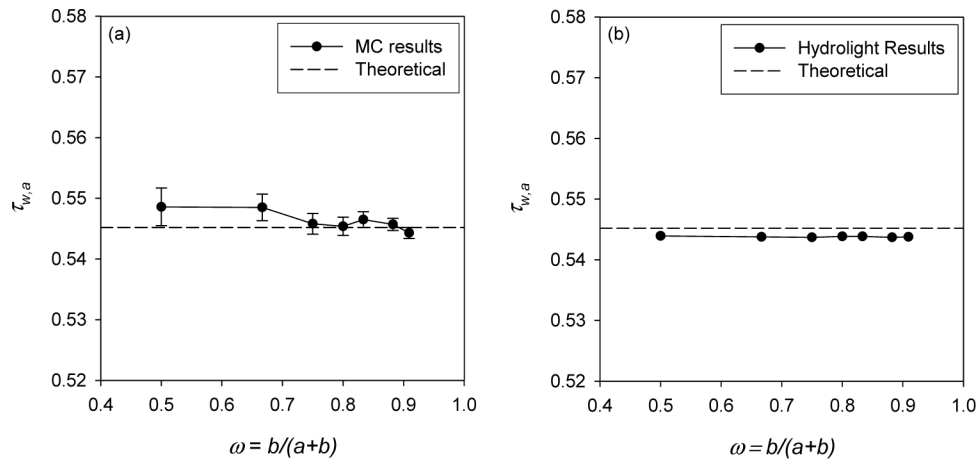 (a)
MC results
Theoretical
0.58
0.57
0.56
0.55
0.54
0.53
0.52
τw,a
0.4 0.5 0.6 0.7 0.8 0.9 1.0
ω = b/(a+b)
(b)
Hydrolight Results
Theoretical
0.58
0.57
0.56
0.55
0.54
0.53
0.52
τw,a
0.4 0.5 0.6 0.7 0.8 0.9 1.0
ω = b/(a+b)